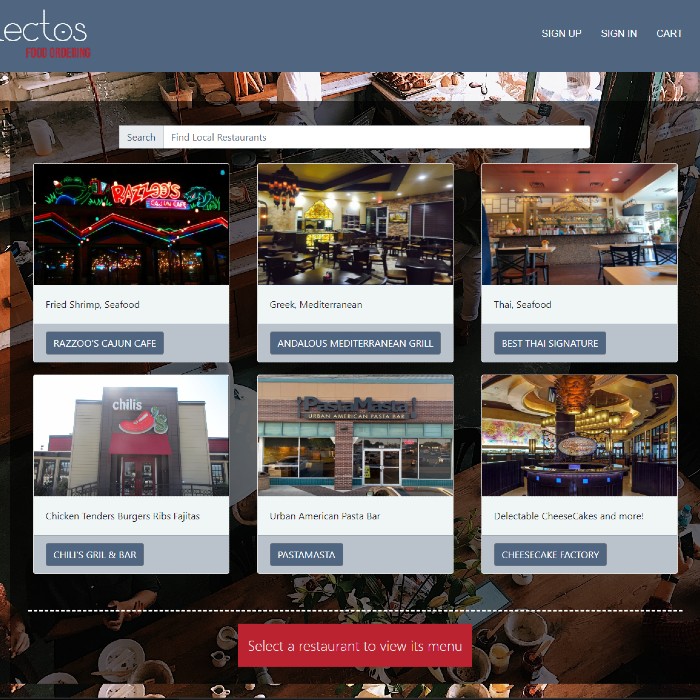 lectos
FOOD ORDERING
SIGN UP SIGN IN CART
Search Find Local Restaurants
RAZZOO'S
CAJUN CAFE
Fried Shrimp, Seafood
RAZZOO'S CAJUN CAFE
Greek, Mediterranean
ANDALOUS MEDITERRANEAN GRILL
Thai, Seafood
BEST THAI SIGNATURE
chilis
Chicken Tenders Burgers Ribs Fajitas
CHILI'S GRIL & BAR
PastaMasta
URBAN AMERICAN PASTA BAR
Urban American Pasta Bar
PASTAMASTA
Delectable CheeseCakes and more!
CHEESECAKE FACTORY
Select a restaurant to view its menu